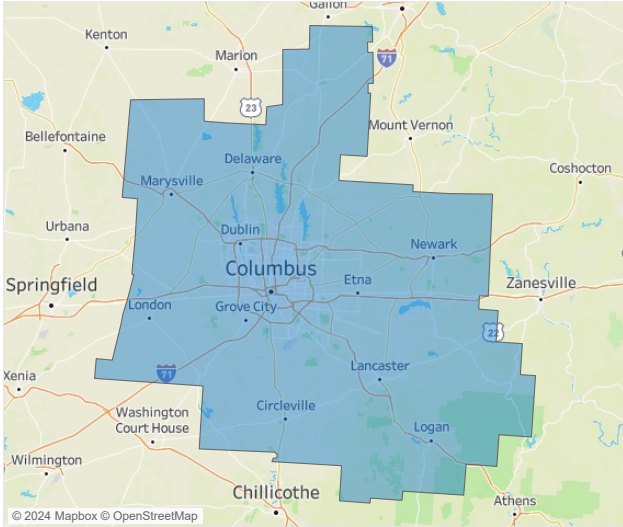 Galion
Kenton
Marion
71
23
Mount Vernon
Bellefontaine
Delaware
Coshocton
Marysville
Urbana
Dublin
Newark
Columbus
Springfield
Etna
Zanesville
London
Grove City
22
Lancaster
71
Xenia
Circleville
Washington
Court House
Logan
Wilmington
Chillicothe
Athens
© 2024 Mapbox © OpenStreetMap